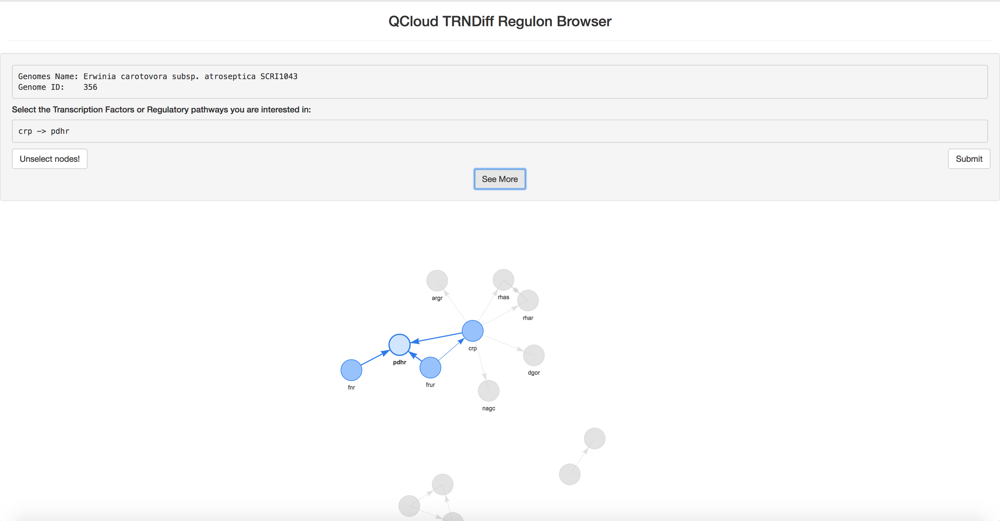 QCloud TRNDiff Regulon Browser
Genomes Name: Erwinia carotovora subsp. atroseptica SCRI1043
Genome ID:    356
Select the Transcription Factors or Regulatory pathways you are interested in:
crp —> pdhr
Unselect nodes!
Submit
See More
argr
rhas
rhar
crp
pdhr
dgor
frur
fnr
nagc